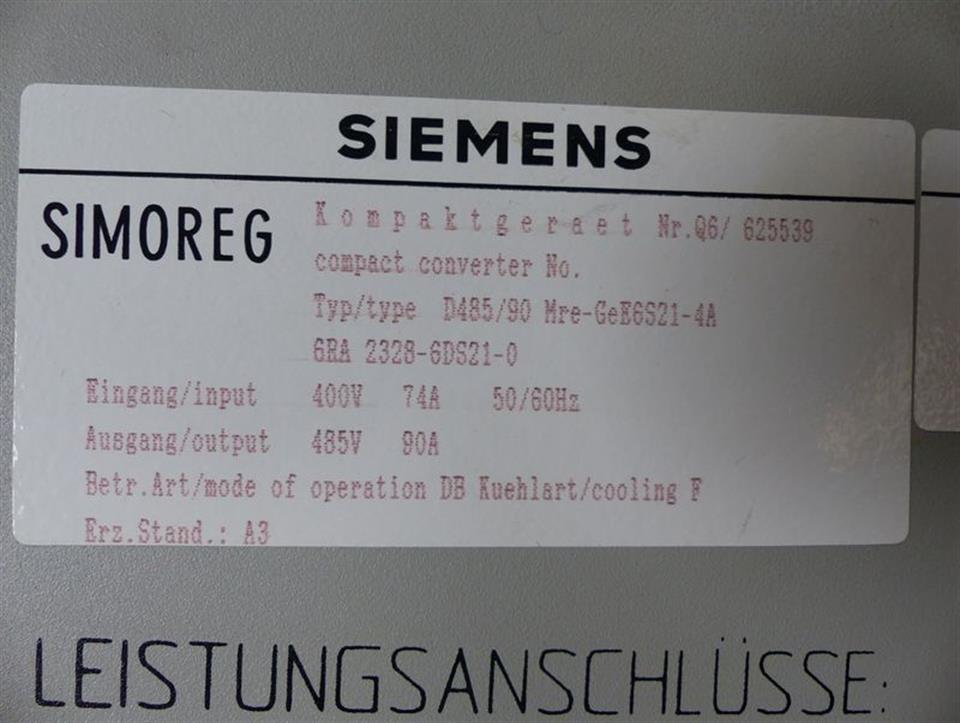 SIEMENS
SIMOREG
Kompaktgeraet Nr.Q6/ 625539
compact converter No.
Typ/type D485/90 Mre-GeE6S21-4A
6RA 2328-6DS21-0
Eingang/input 400V 74A 50/60Hz
Ausgang/output 485V 90A
Betr.Art/mode of operation DB Kuehlart/cooling F
Erz.Stand.: A3
LEISTUNGSANSCHLÜSSE: